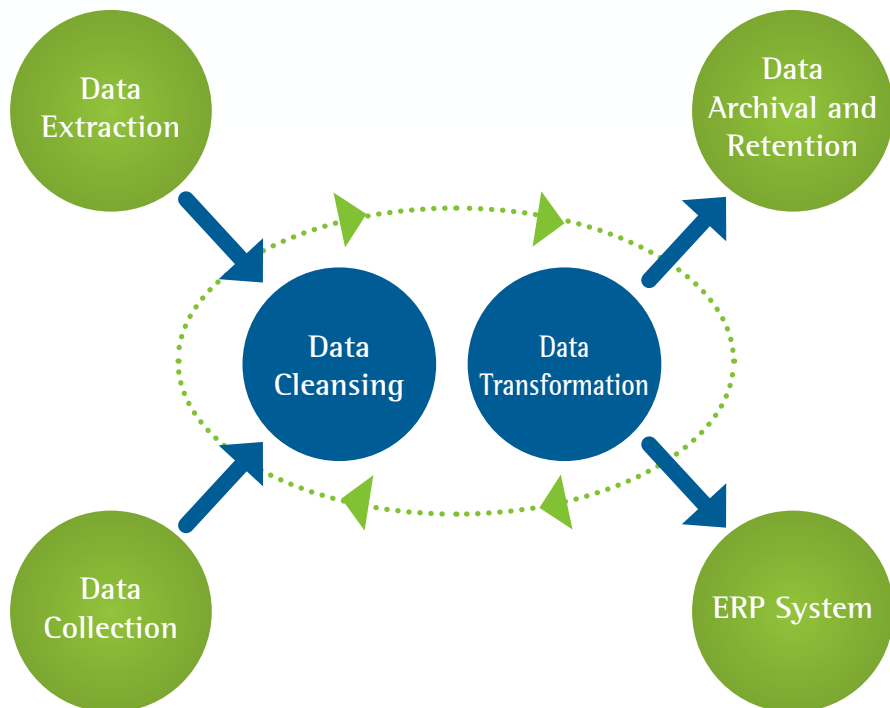 Data
Extraction
Data
Archival and
Retention
Data
Cleansing
Data
Transformation
Data
Collection
ERP System